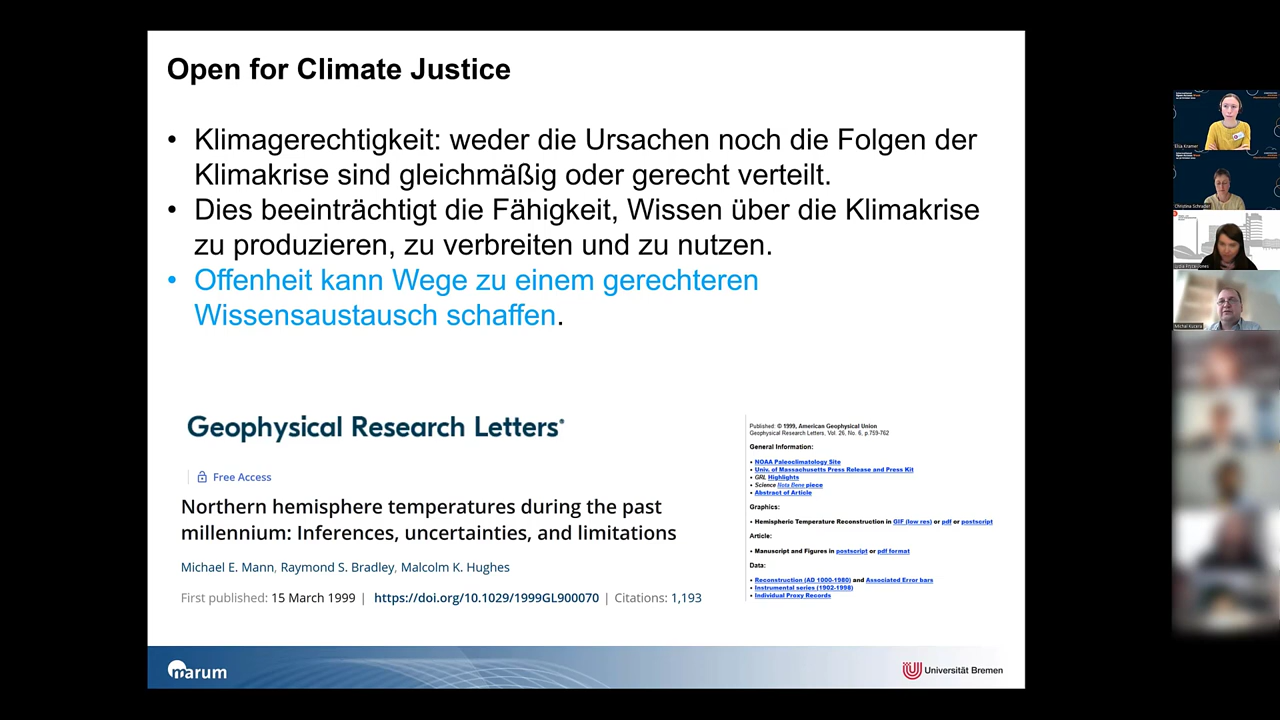 Open for Climate Justice
• Klimagerechtigkeit: weder die Ursachen noch die Folgen der
Klimakrise sind gleichmäßig oder gerecht verteilt.
• Dies beeinträchtigt die Fähigkeit, Wissen über die Klimakrise
zu produzieren, zu verbreiten und zu nutzen.
• Offenheit kann Wege zu einem gerechteren
Wissensaustausch schaffen.
Geophysical Research Letters®
Free Access
Northern hemisphere temperatures during the past
millennium: Inferences, uncertainties, and limitations
Michael E. Mann, Raymond S. Bradley, Malcolm K. Hughes
First published: 15 March 1999 | https://doi.org/10.1029/1999GL900070 | Citations: 1,193
Published: © 1999, American Geophysical Union
Geophysical Research Letters, Vol. 26, No. 6, p.759-762
General Information:
• NOAA Paleoclimatology Site
• Univ. of Massachusetts Press Release and Press Kit
• GRL Highlights
• Science Nota Bene piece
• Abstract of Article
Graphics:
• Hemispheric Temperature Reconstruction in GIF (low res) or pdf or postscript
Article:
• Manuscript and Figures in postscript or pdf format
Data:
• Reconstruction (AD 1000-1980) and Associated Error bars
• Instrumental series (1902-1998)
• Individual Proxy Records
marum
Universität Bremen
Christina Schrader
Michal Kucera